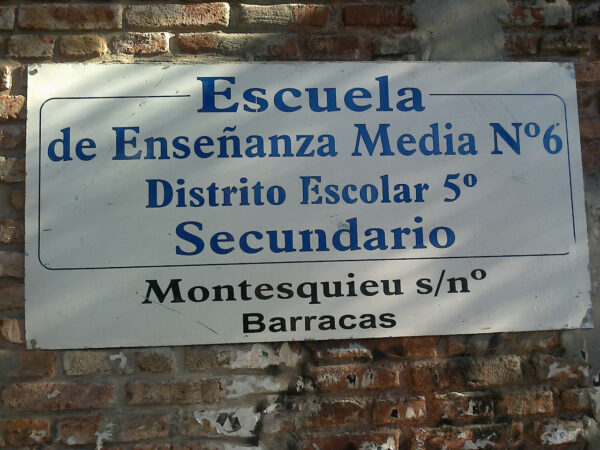 Escuela
de Enseñanza Media Nº6
Distrito Escolar 5º
Secundario
Montesquieu s/nº
Barracas